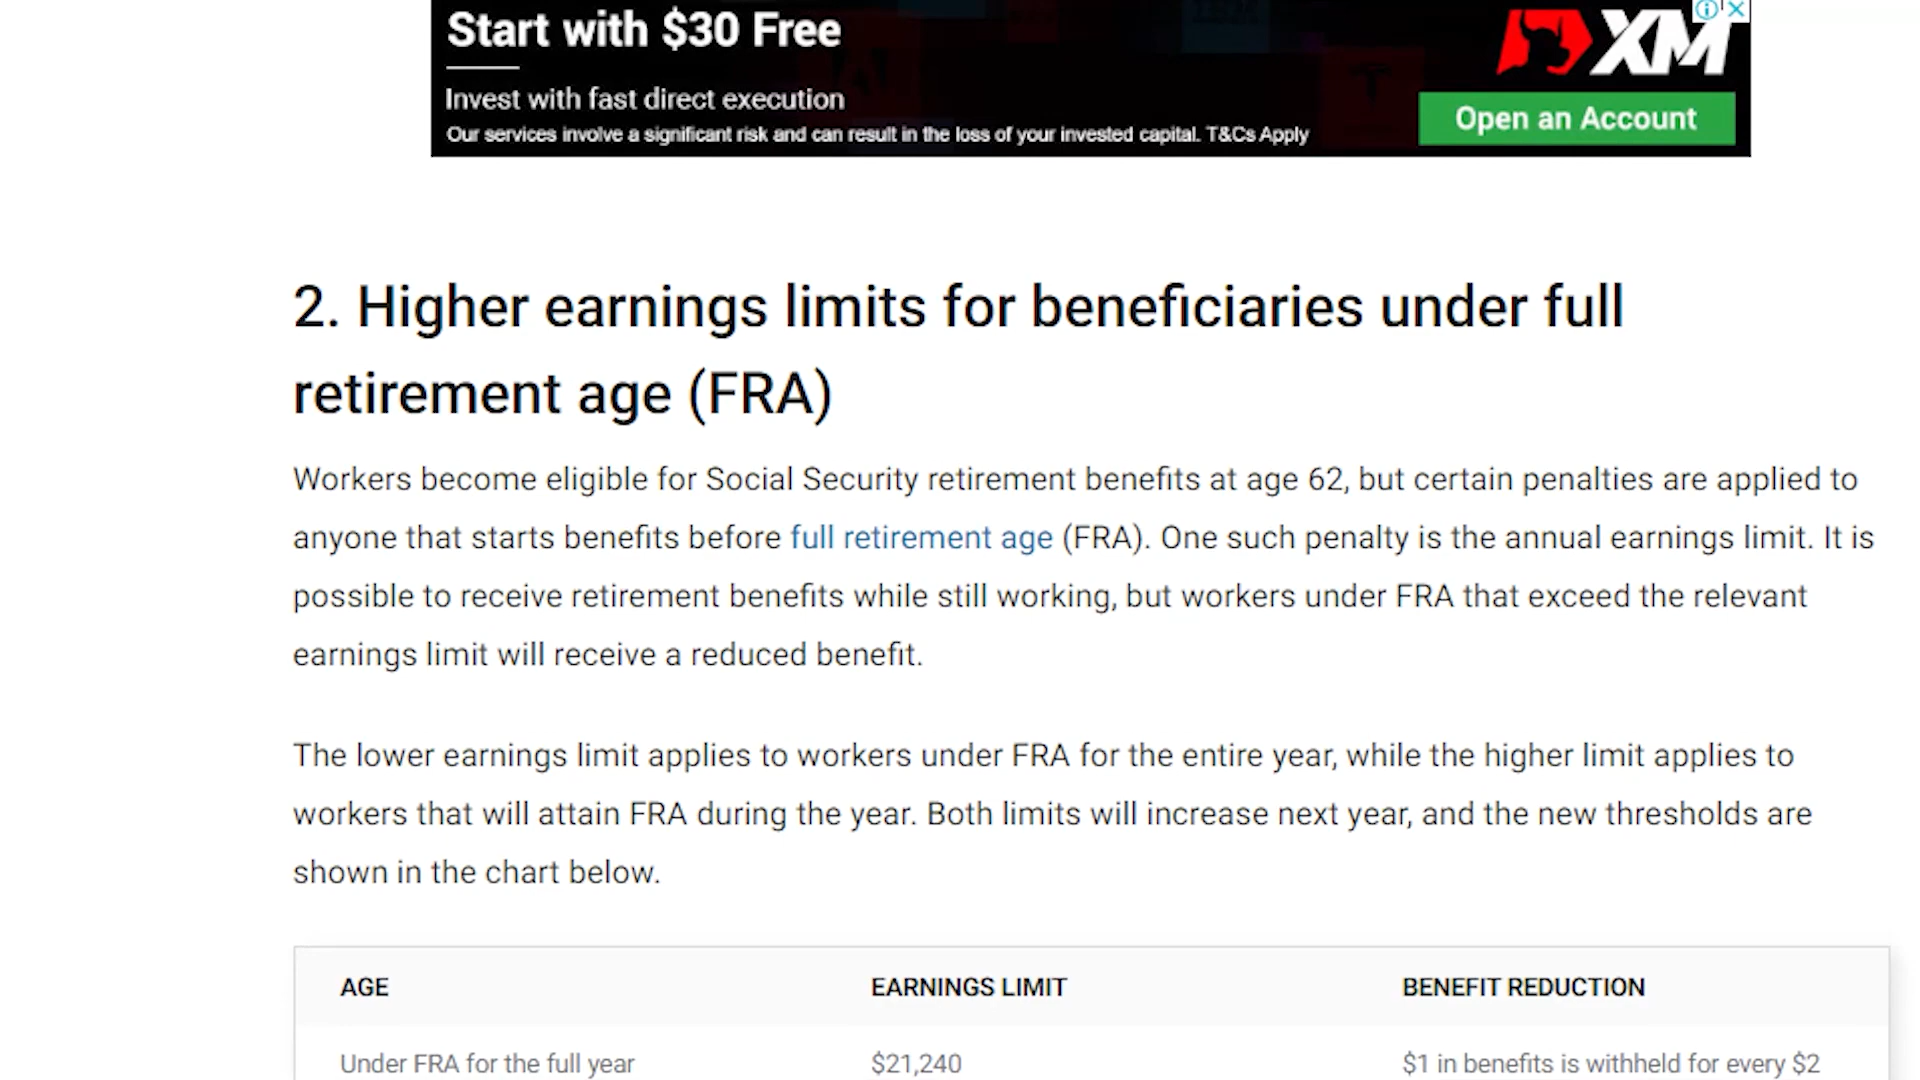 Start with $30 Free
XM
Invest with fast direct execution
Our services involve a significant risk and can result in the loss of your invested capital. T&Cs Apply
Open an Account
2. Higher earnings limits for beneficiaries under full
retirement age (FRA)
Workers become eligible for Social Security retirement benefits at age 62, but certain penalties are applied to
anyone that starts benefits before full retirement age (FRA). One such penalty is the annual earnings limit. It is
possible to receive retirement benefits while still working, but workers under FRA that exceed the relevant
earnings limit will receive a reduced benefit.
The lower earnings limit applies to workers under FRA for the entire year, while the higher limit applies to
workers that will attain FRA during the year. Both limits will increase next year, and the new thresholds are
shown in the chart below.
AGE EARNINGS LIMIT BENEFIT REDUCTION
Under FRA for the full year $21,240 $1 in benefits is withheld for every $2